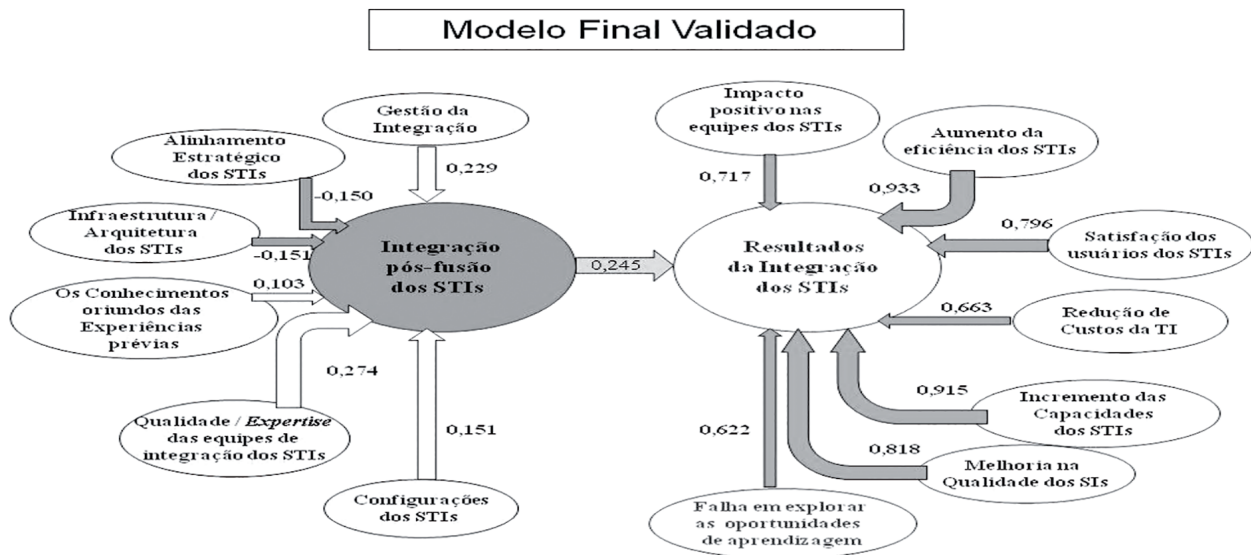 Modelo Final Validado
Gestão da
Integração
Alinhamento
Estratégico
dos STIs
0,229
-0,150
Infraestrutura /
Arquitetura
dos STIs
-0,151
Integração
pós-fusão
dos STIs
Os Conhecimentos
oriundos das
Experiências
prévias
0,103
0,274
Qualidade / Expertise
das equipes de
integração dos STIs
0,151
Configurações
dos STIs
0,245
Impacto
positivo nas
equipes dos STIs
0,717
Aumento da
eficiência dos STIs
0,933
Resultados
da Integração
dos STIs
0,796
Satisfação dos
usuários dos STIs
0,663
Redução de
Custos da TI
0,915
Incremento das
Capacidades
dos STIs
0,818
Melhoria na
Qualidade dos SIs
0,622
Falha em explorar
as oportunidades
de aprendizagem